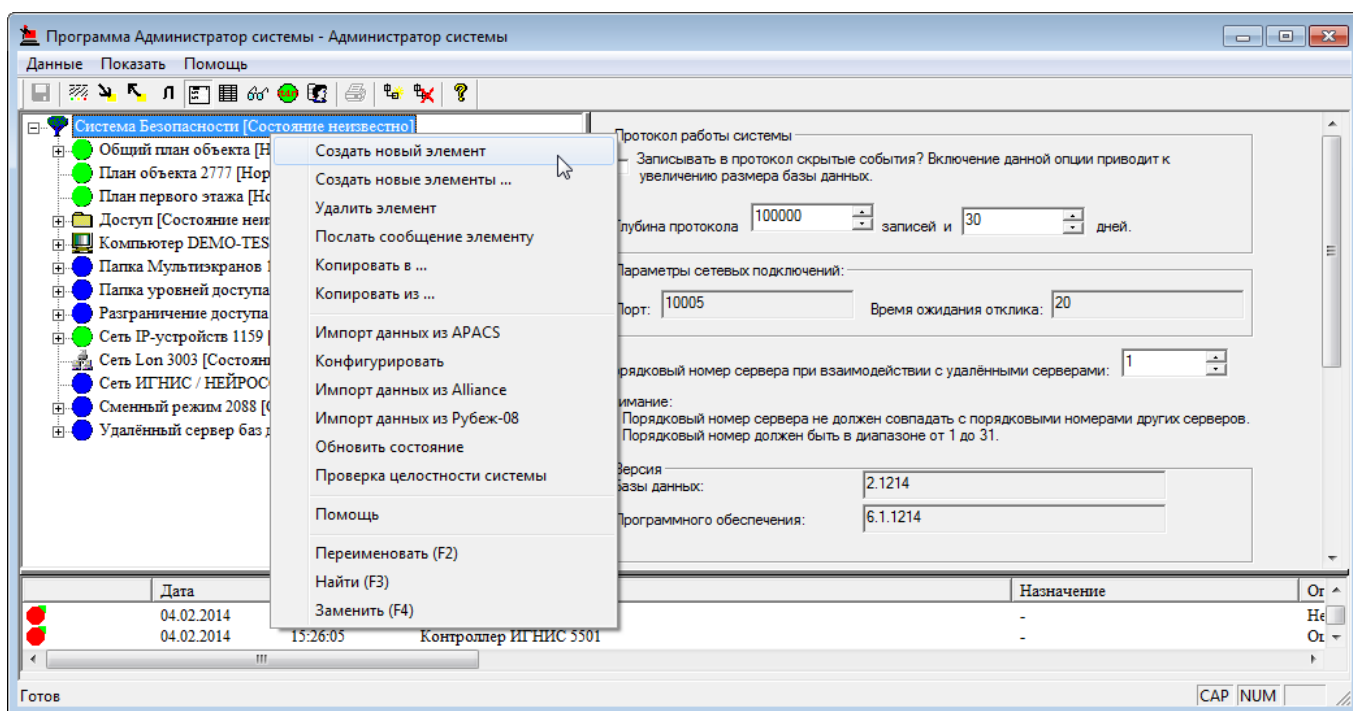 Программа Администратор системы - Администратор системы
Данные Показать Помощь
Система Безопасности [Состояние неизвестно]
Общий план объекта [Н
План объекта 2777 [Нор
План первого этажа [Но
Доступ [Состояние неи
Компьютер DEMO-TES
Папка Мультиэкранов 1
Папка уровней доступа
Разграничение доступа
Сеть IP-устройств 1159 [
Сеть Lon 3003 [Состоян
Сеть ИГНИС / НЕЙРОС
Сменный режим 2088 [
Удалённый сервер баз д
Создать новый элемент
Создать новые элементы ...
Удалить элемент
Послать сообщение элементу
Копировать в ...
Копировать из ...
Импорт данных из APACS
Конфигурировать
Импорт данных из Alliance
Импорт данных из Рубеж-08
Обновить состояние
Проверка целостности системы
Помощь
Переименовать (F2)
Найти (F3)
Заменить (F4)
Протокол работы системы
Записывать в протокол скрытые события? Включение данной опции приводит к
увеличению размера базы данных.
лубина протокола 100000 записей и 30 дней.
Параметры сетевых подключений:
Порт: 10005 Время ожидания отклика: 20
орядковый номер сервера при взаимодействии с удалёнными серверами: 1
нимание:
Порядковый номер сервера не должен совпадать с порядковыми номерами других серверов.
Порядковый номер должен быть в диапазоне от 1 до 31.
Версия
Базы данных: 2.1214
Программного обеспечения: 6.1.1214
Дата Назначение Оп
04.02.2014 - Не
04.02.2014 15:26:05 Контроллер ИГНИС 5501 -
Готов CAP NUM